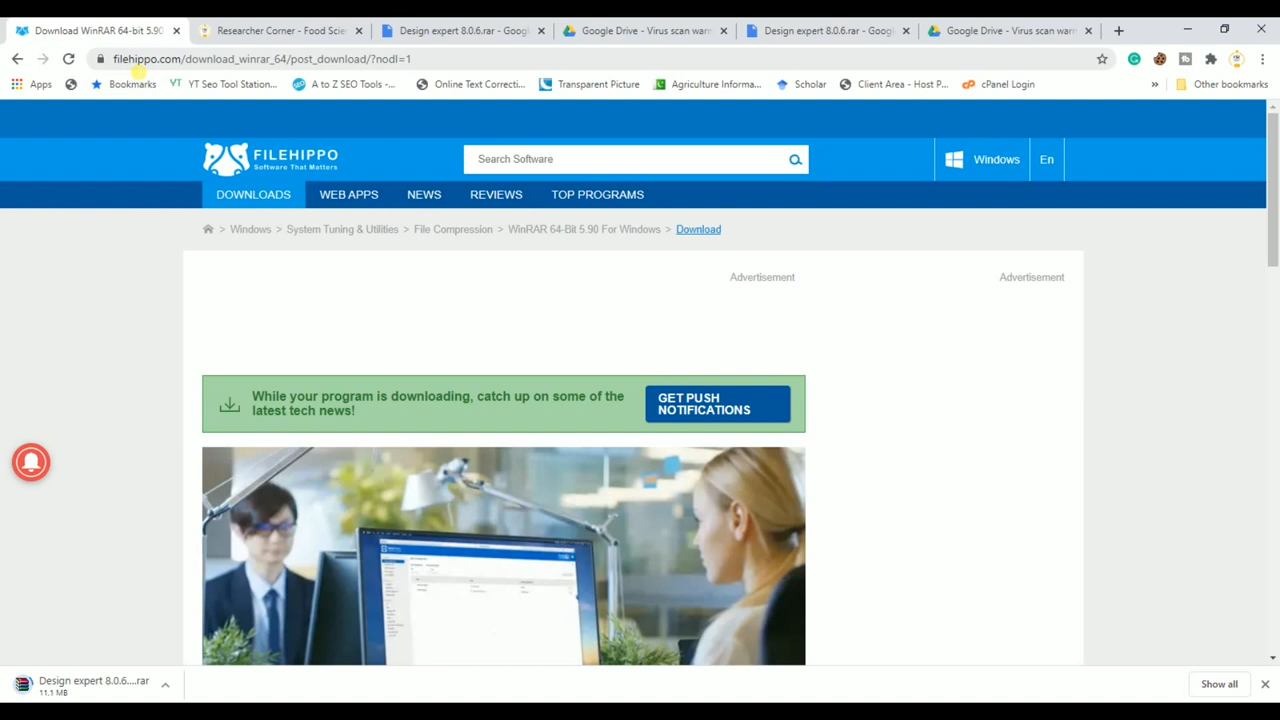 Download WinRAR 64-bit 5.90
Researcher Corner - Food Scie
Design expert 8.0.6.rar - Googl
Google Drive - Virus scan warn
Design expert 8.0.6.rar - Googl
Google Drive - Virus scan warn
filehippo.com/download_winrar_64/post_download/?nodl=1
Apps
Bookmarks
YT Seo Tool Station...
A to Z SEO Tools -...
Online Text Correcti...
Transparent Picture
Agriculture Informa...
Scholar
Client Area - Host P...
cPanel Login
»
Other bookmarks
FILEHIPPO
Software That Matters
Search Software
Windows
En
DOWNLOADS
WEB APPS
NEWS
REVIEWS
TOP PROGRAMS
> Windows > System Tuning & Utilities > File Compression > WinRAR 64-Bit 5.90 For Windows > Download
Advertisement
Advertisement
While your program is downloading, catch up on some of the
latest tech news!
GET PUSH
NOTIFICATIONS
Design expert 8.0.6....rar
11.1 MB
Show all